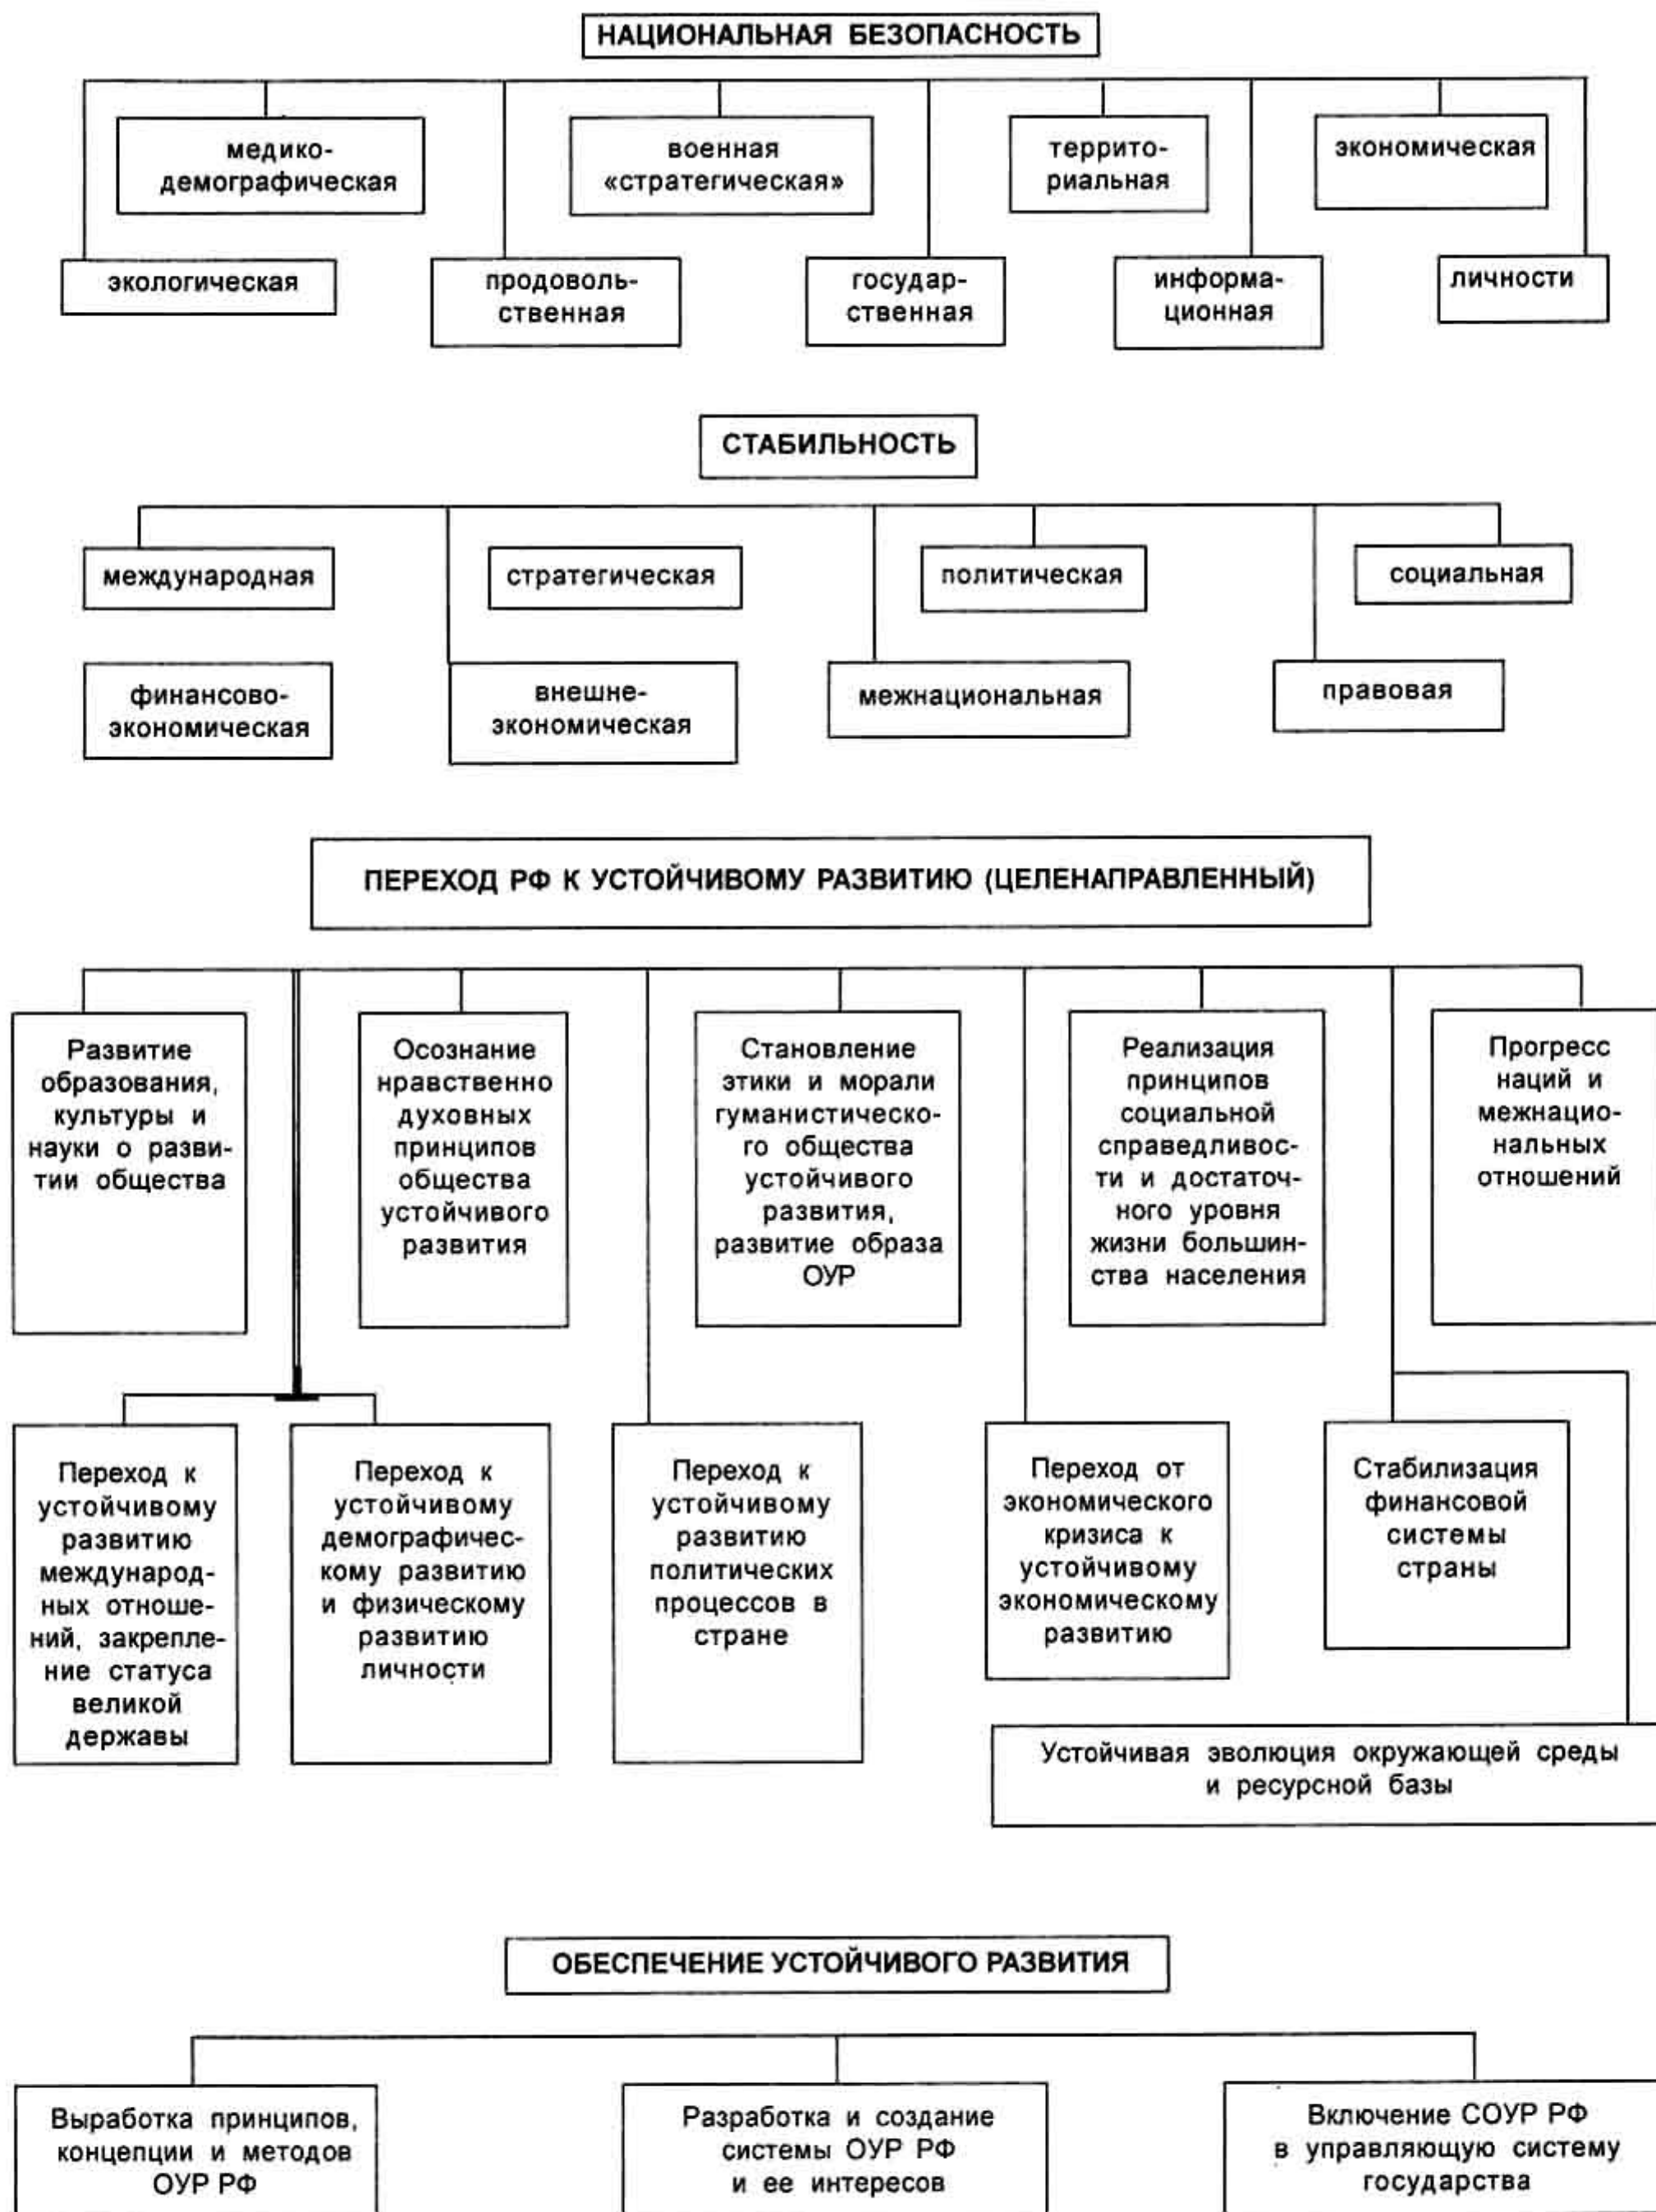 НАЦИОНАЛЬНАЯ БЕЗОПАСНОСТЬ
медико-
демографическая
военная
«стратегическая»
террито-
риальная
экономическая
экологическая
продоволь-
ственная
государ-
ственная
информа-
ционная
личности
СТАБИЛЬНОСТЬ
международная
стратегическая
политическая
социальная
финансово-
экономическая
внешне-
экономическая
межнациональная
правовая
ПЕРЕХОД РФ К УСТОЙЧИВОМУ РАЗВИТИЮ (ЦЕЛЕНАПРАВЛЕННЫЙ)
Развитие
образования,
культуры и
науки о разви-
тии общества
Осознание
нравственно
духовных
принципов
общества
устойчивого
развития
Становление
этики и морали
гуманистическо-
го общества
устойчивого
развития,
развитие образа
ОУР
Реализация
принципов
социальной
справедливос-
ти и достаточ-
ного уровня
жизни большин-
ства населения
Прогресс
наций и
межнацио-
нальных
отношений
Переход к
устойчивому
развитию
международ-
ных отноше-
ний, закрепле-
ние статуса
великой
державы
Переход к
устойчивому
демографичес-
кому развитию
и физическому
развитию
личности
Переход к
устойчивому
развитию
политических
процессов в
стране
Переход от
экономического
кризиса к
устойчивому
экономическому
развитию
Стабилизация
финансовой
системы
страны
Устойчивая эволюция окружающей среды
и ресурсной базы
ОБЕСПЕЧЕНИЕ УСТОЙЧИВОГО РАЗВИТИЯ
Выработка принципов,
концепции и методов
ОУР РФ
Разработка и создание
системы ОУР РФ
и ее интересов
Включение СОУР РФ
в управляющую систему
государства